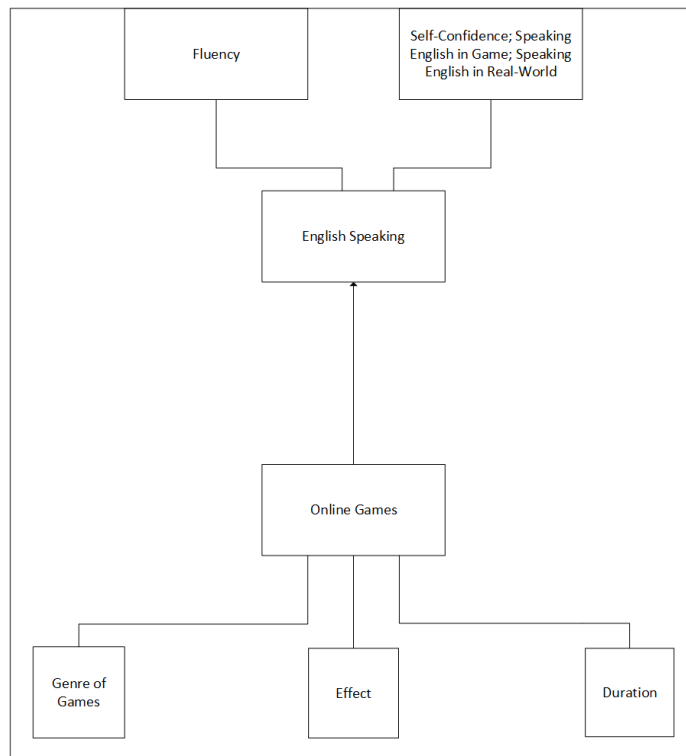 Fluency
Self-Confidence; Speaking
English in Game; Speaking
English in Real-World
English Speaking
Online Games
Genre of
Games
Effect
Duration